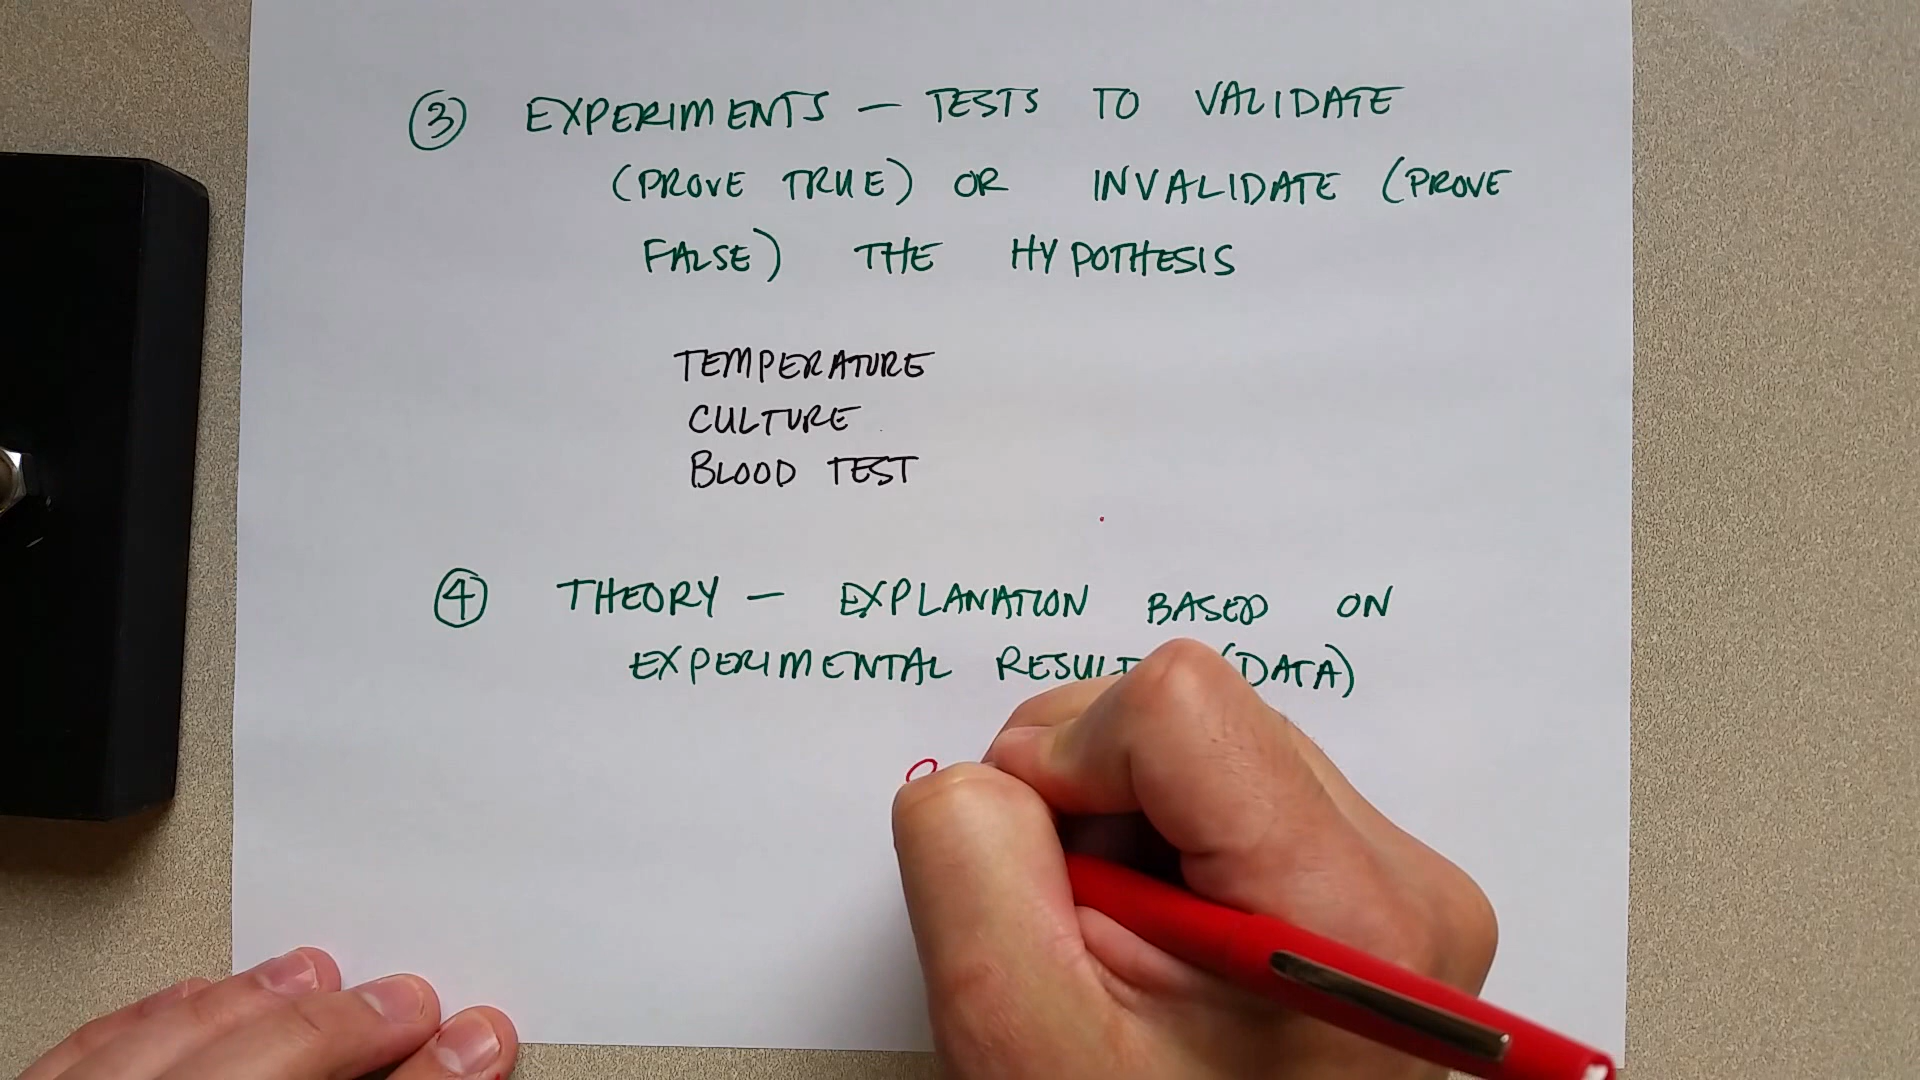 ③ EXPERIMENTS — TESTS TO VALIDATE
(PROVE TRUE) OR INVALIDATE (PROVE
FALSE) THE HYPOTHESIS
TEMPERATURE
CULTURE
BLOOD TEST
④ THEORY — EXPLANATION BASED ON
EXPERIMENTAL (DATA)